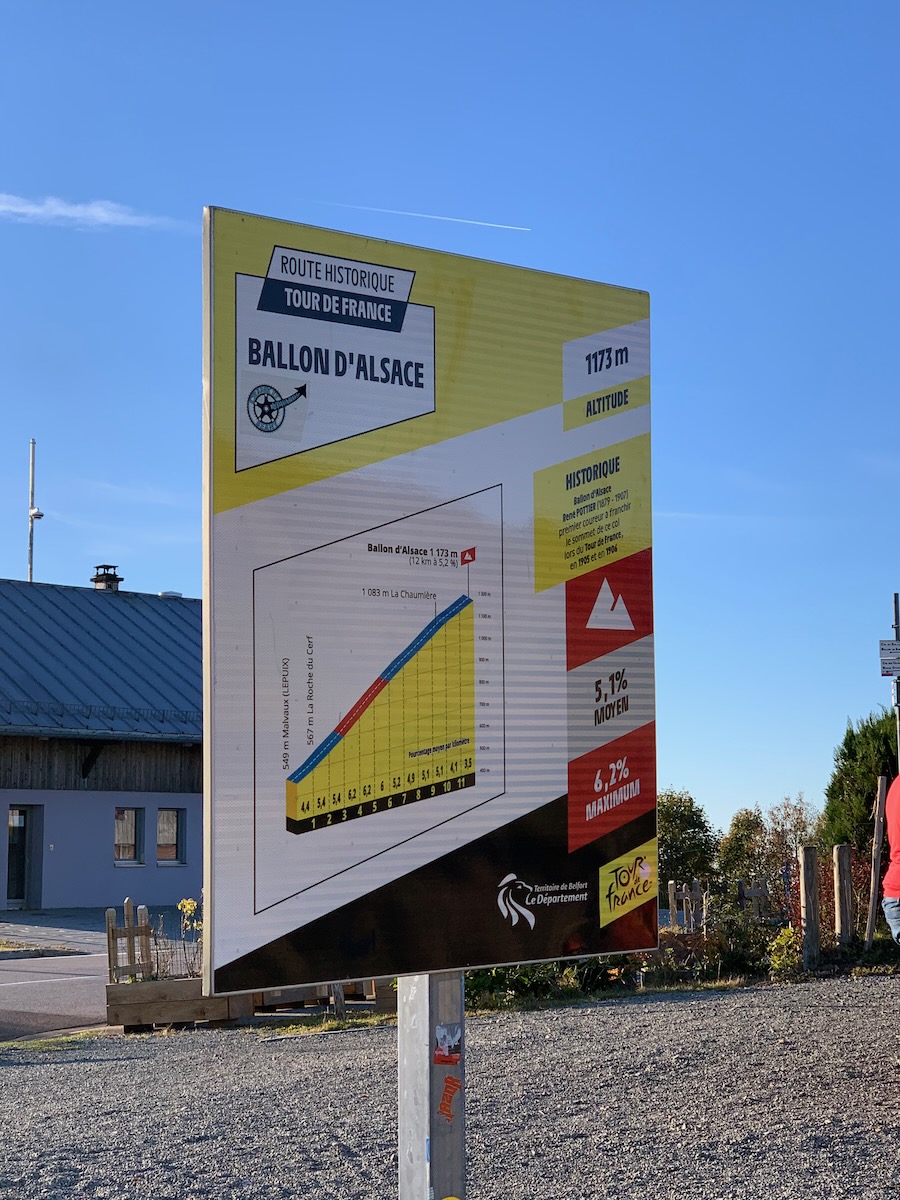 ROUTE HISTORIQUE
TOUR DE FRANCE
BALLON D'ALSACE
1173 m
ALTITUDE
HISTORIQUE
Ballon d'Alsace
René POTTIER (1879 - 1907)
premier coureur à franchir
le sommet de ce col
lors du Tour de France,
en 1905 et en 1906
Ballon d'Alsace 1 173 m
(12 km à 5,2 %)
1 083 m La Chaumière
549 m Malvaux (LEPUIX)
567 m La Roche du Cerf
Pourcentage moyen par kilomètre
4,4 5,4 5,4 6,2 6,2 6 5,2 4,9 5,1 5,1 4,1 3,5
1 2 3 4 5 6 7 8 9 10 11
5,1%
MOYEN
6,2%
MAXIMUM
Territoire de Belfort
Le Département
TOUR
de
france